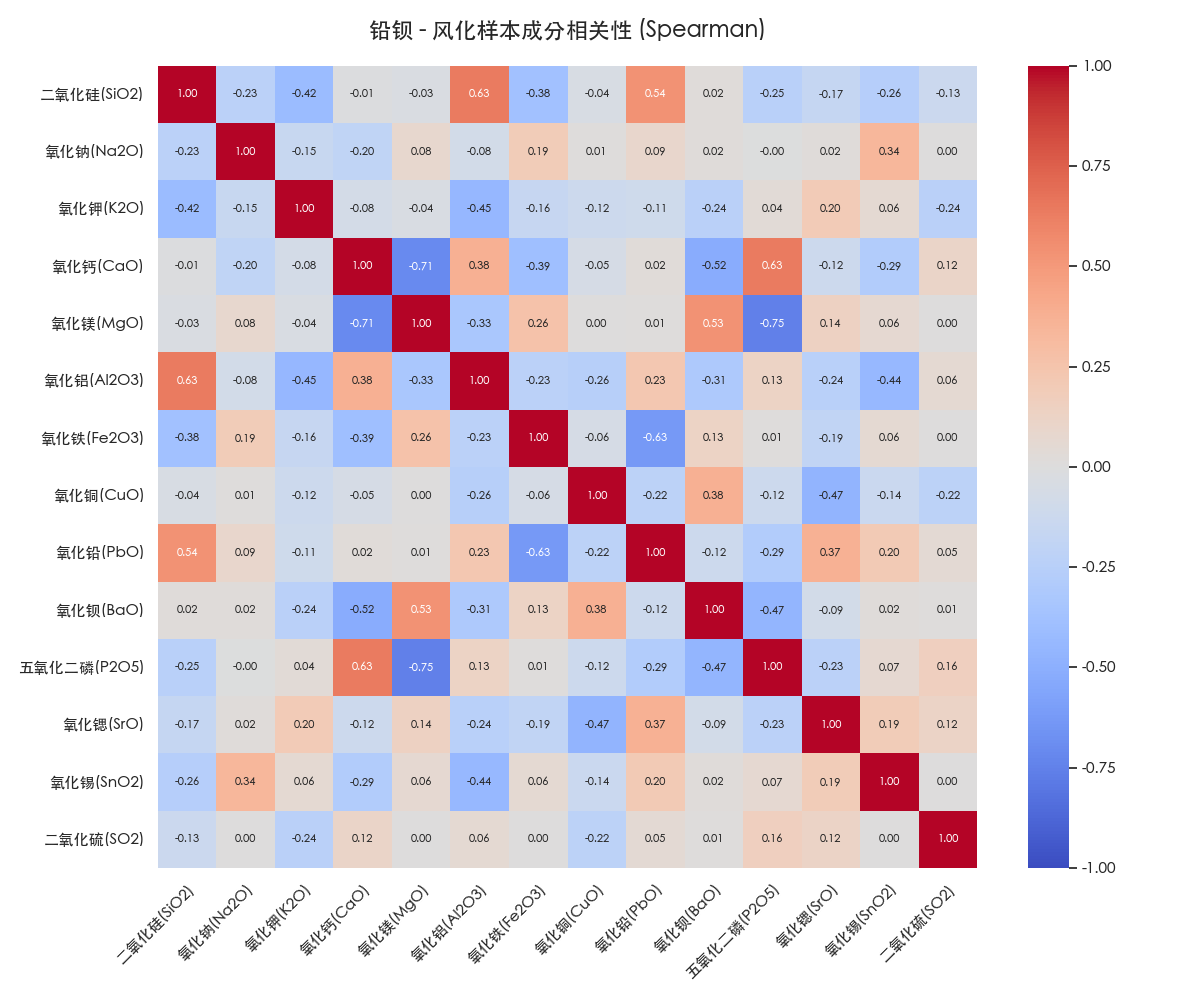 铅钡 - 风化样本成分相关性 (Spearman)
二氧化硅(SiO2) 1.00 -0.23 -0.42 -0.01 -0.03 0.63 -0.38 -0.04 0.54 0.02 -0.25 -0.17 -0.26 -0.13
氧化钠(Na2O) -0.23 1.00 -0.15 -0.20 0.08 -0.08 0.19 0.01 0.09 0.02 -0.00 0.02 0.34 0.00
氧化钾(K2O) -0.42 -0.15 1.00 -0.08 -0.04 -0.45 -0.16 -0.12 -0.11 -0.24 0.04 0.20 0.06 -0.24
氧化钙(CaO) -0.01 -0.20 -0.08 1.00 -0.71 0.38 -0.39 -0.05 0.02 -0.52 0.63 -0.12 -0.29 0.12
氧化镁(MgO) -0.03 0.08 -0.04 -0.71 1.00 -0.33 0.26 0.00 0.01 0.53 -0.75 0.14 0.06 0.00
氧化铝(Al2O3) 0.63 -0.08 -0.45 0.38 -0.33 1.00 -0.23 -0.26 0.23 -0.31 0.13 -0.24 -0.44 0.06
氧化铁(Fe2O3) -0.38 0.19 -0.16 -0.39 0.26 -0.23 1.00 -0.06 -0.63 0.13 0.01 -0.19 0.06 0.00
氧化铜(CuO) -0.04 0.01 -0.12 -0.05 0.00 -0.26 -0.06 1.00 -0.22 0.38 -0.12 -0.47 -0.14 -0.22
氧化铅(PbO) 0.54 0.09 -0.11 0.02 0.01 0.23 -0.63 -0.22 1.00 -0.12 -0.29 0.37 0.20 0.05
氧化钡(BaO) 0.02 0.02 -0.24 -0.52 0.53 -0.31 0.13 0.38 -0.12 1.00 -0.47 -0.09 0.02 0.01
五氧化二磷(P2O5) -0.25 -0.00 0.04 0.63 -0.75 0.13 0.01 -0.12 -0.29 -0.47 1.00 -0.23 0.07 0.16
氧化锶(SrO) -0.17 0.02 0.20 -0.12 0.14 -0.24 -0.19 -0.47 0.37 -0.09 -0.23 1.00 0.19 0.12
氧化锡(SnO2) -0.26 0.34 0.06 -0.29 0.06 -0.44 0.06 -0.14 0.20 0.02 0.07 0.19 1.00 0.00
二氧化硫(SO2) -0.13 0.00 -0.24 0.12 0.00 0.06 0.00 -0.22 0.05 0.01 0.16 0.12 0.00 1.00
二氧化硅(SiO2) 氧化钠(Na2O) 氧化钾(K2O) 氧化钙(CaO) 氧化镁(MgO) 氧化铝(Al2O3) 氧化铁(Fe2O3) 氧化铜(CuO) 氧化铅(PbO) 氧化钡(BaO) 五氧化二磷(P2O5) 氧化锶(SrO) 氧化锡(SnO2) 二氧化硫(SO2)
1.00
0.75
0.50
0.25
0.00
-0.25
-0.50
-0.75
-1.00